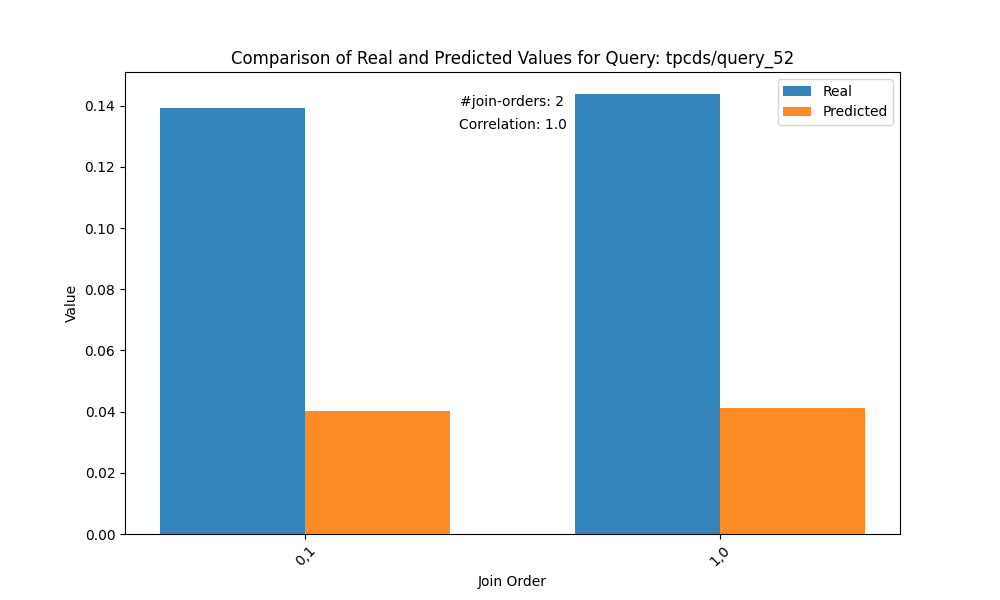 Comparison of Real and Predicted Values for Query: tpcds/query_52
#join-orders: 2
Correlation: 1.0
Real
Predicted
Value
0.14
0.12
0.10
0.08
0.06
0.04
0.02
0.00
0,1
1,0
Join Order